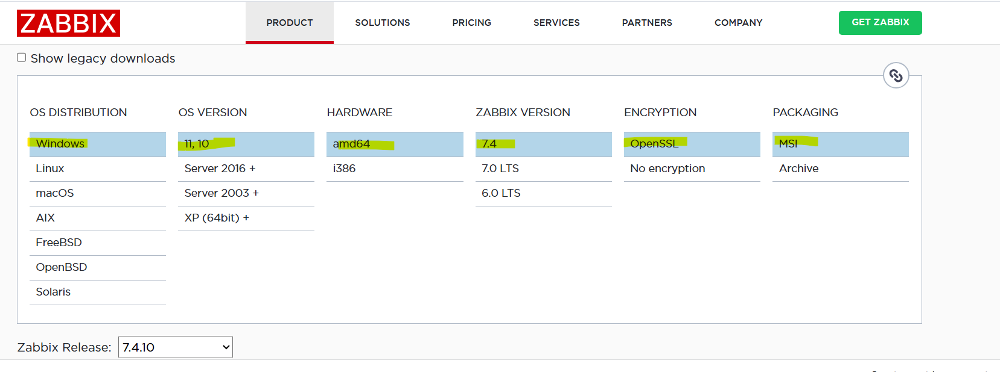 ZABBIX
PRODUCT SOLUTIONS PRICING SERVICES PARTNERS COMPANY GET ZABBIX
Show legacy downloads
OS DISTRIBUTION OS VERSION HARDWARE ZABBIX VERSION ENCRYPTION PACKAGING
Windows 11, 10 amd64 7.4 OpenSSL MSI
Linux Server 2016 + i386 7.0 LTS No encryption Archive
macOS Server 2003 + 6.0 LTS
AIX XP (64bit) +
FreeBSD
OpenBSD
Solaris
Zabbix Release: 7.4.10